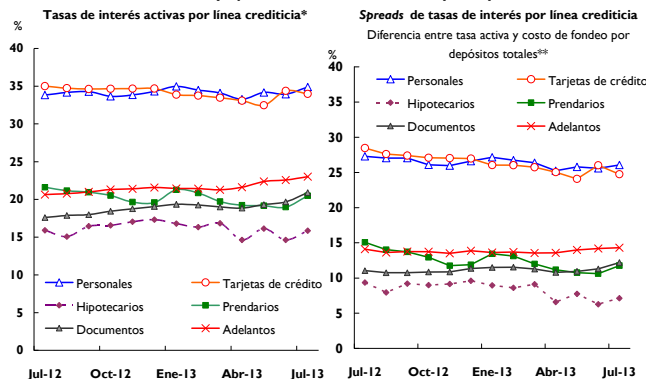 Tasas de interés activas por línea crediticia*
%
40
35
30
25
20
15
10
5
0
Personales
Tarjetas de crédito
Hipotecarios
Prendarios
Documentos
Adelantos
Jul-12
Oct-12
Ene-13
Abr-13
Jul-13
Spreads de tasas de interés por línea crediticia
Diferencia entre tasa activa y costo de fondeo por
depósitos totales**
%
40
35
30
25
20
15
10
5
0
Personales
Tarjetas de crédito
Hipotecarios
Prendarios
Documentos
Adelantos
Jul-12
Oct-12
Ene-13
Abr-13
Jul-13